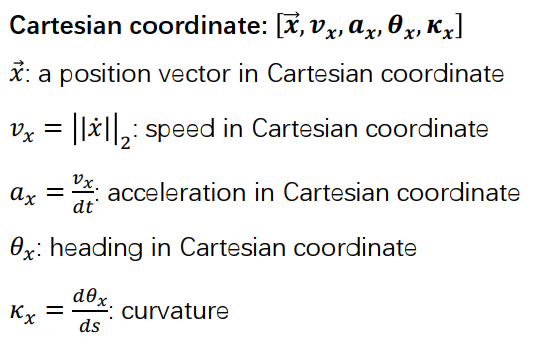 Cartesian coordinate: [x⃗, vₓ, aₓ, θₓ, κₓ]
x⃗: a position vector in Cartesian coordinate
vₓ = ||ẋ||₂: speed in Cartesian coordinate
aₓ = vₓ/dt: acceleration in Cartesian coordinate
θₓ: heading in Cartesian coordinate
κₓ = dθₓ/ds: curvature